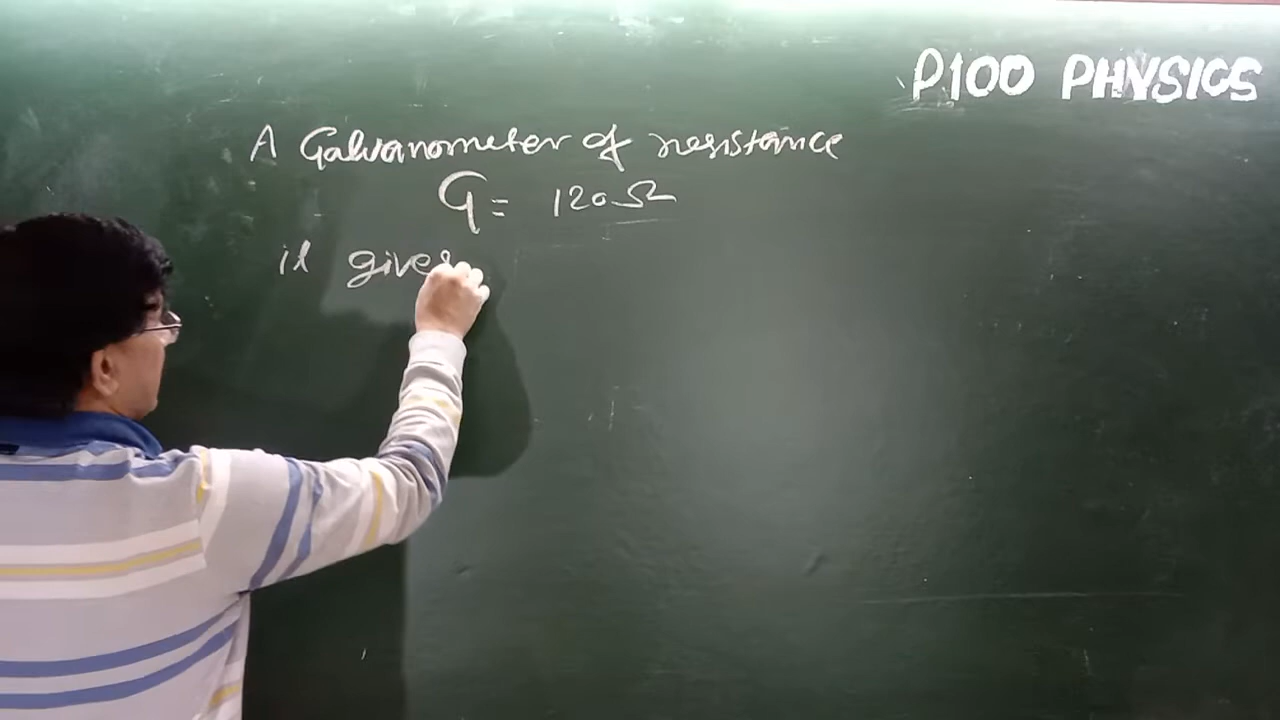 P100 PHYSICS
A Galvanometer of resistance
G = 120Ω
it gives